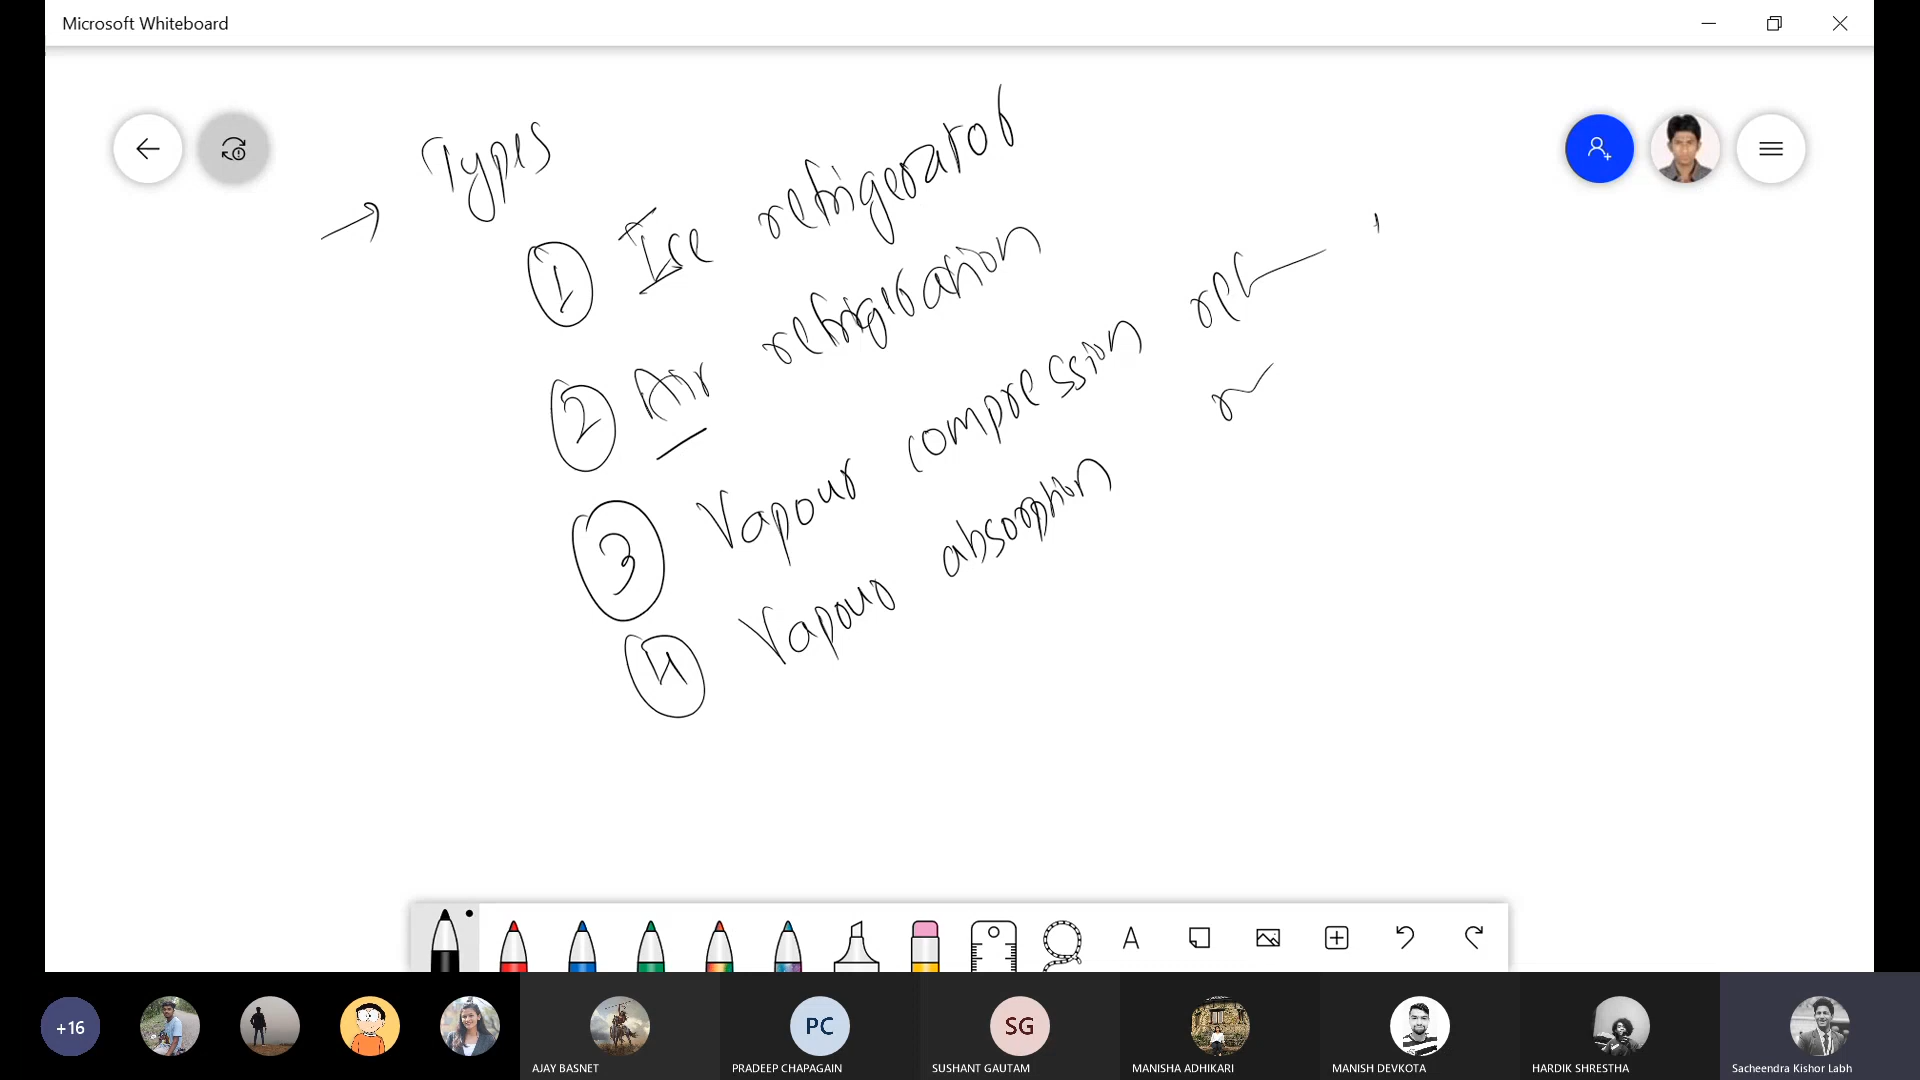 Microsoft Whiteboard
→ Types
① Ice refrigerator
② Air refrigeration
③ Vapour compression ref
④ Vapour absorption r
A
+16
PC
SG
AJAY BASNET
PRADEEP CHAPAGAIN
SUSHANT GAUTAM
MANISHA ADHIKARI
MANISH DEVKOTA
HARDIK SHRESTHA
Sacheendra Kishor Labh